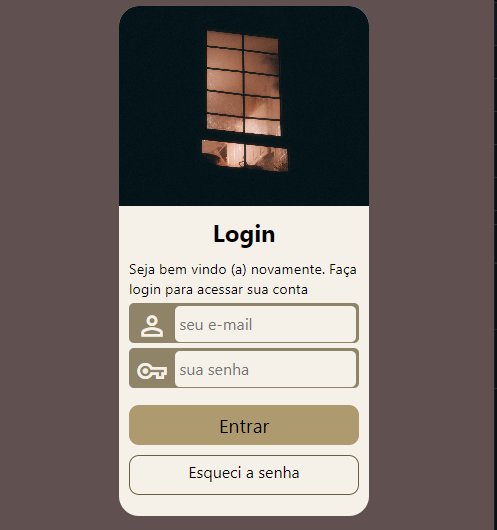 Login
Seja bem vindo (a) novamente. Faça
login para acessar sua conta
seu e-mail
sua senha
Entrar
Esqueci a senha